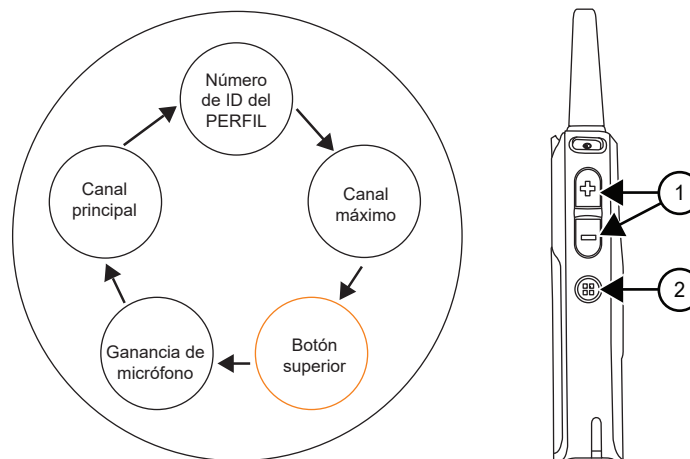 Número
de ID del
PERFIL
Canal
máximo
Botón
superior
Ganancia de
micrófono
Canal
principal
1
2